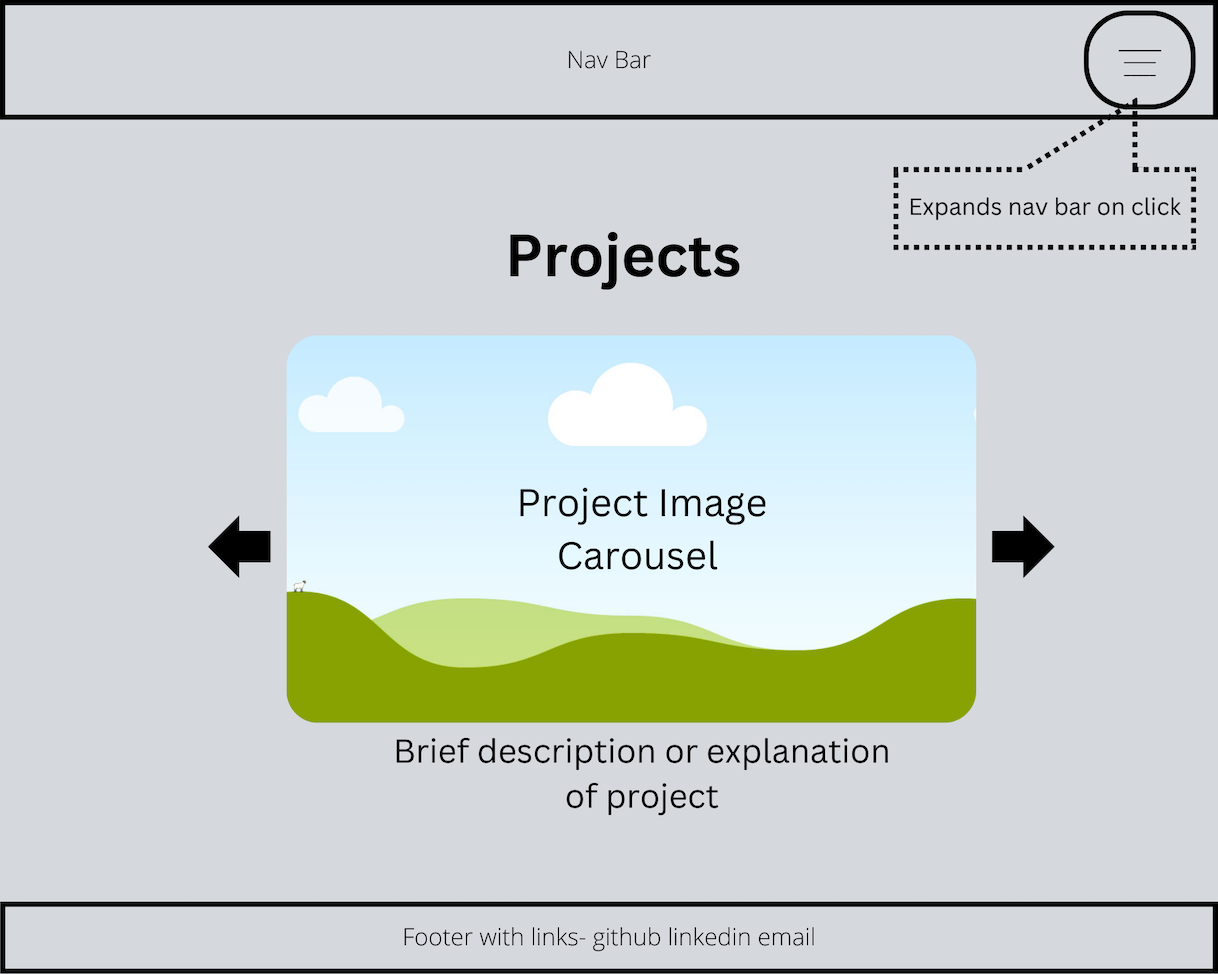 Nav Bar
Expands nav bar on click
Projects
Project Image
Carousel
Brief description or explanation
of project
Footer with links- github linkedin email